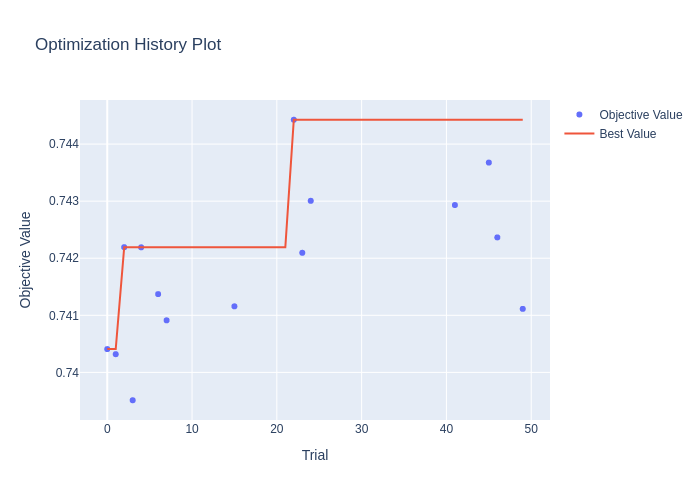 Optimization History Plot
Objective Value
Best Value
0.744
0.743
0.742
0.741
0.74
Objective Value
0
10
20
30
40
50
Trial